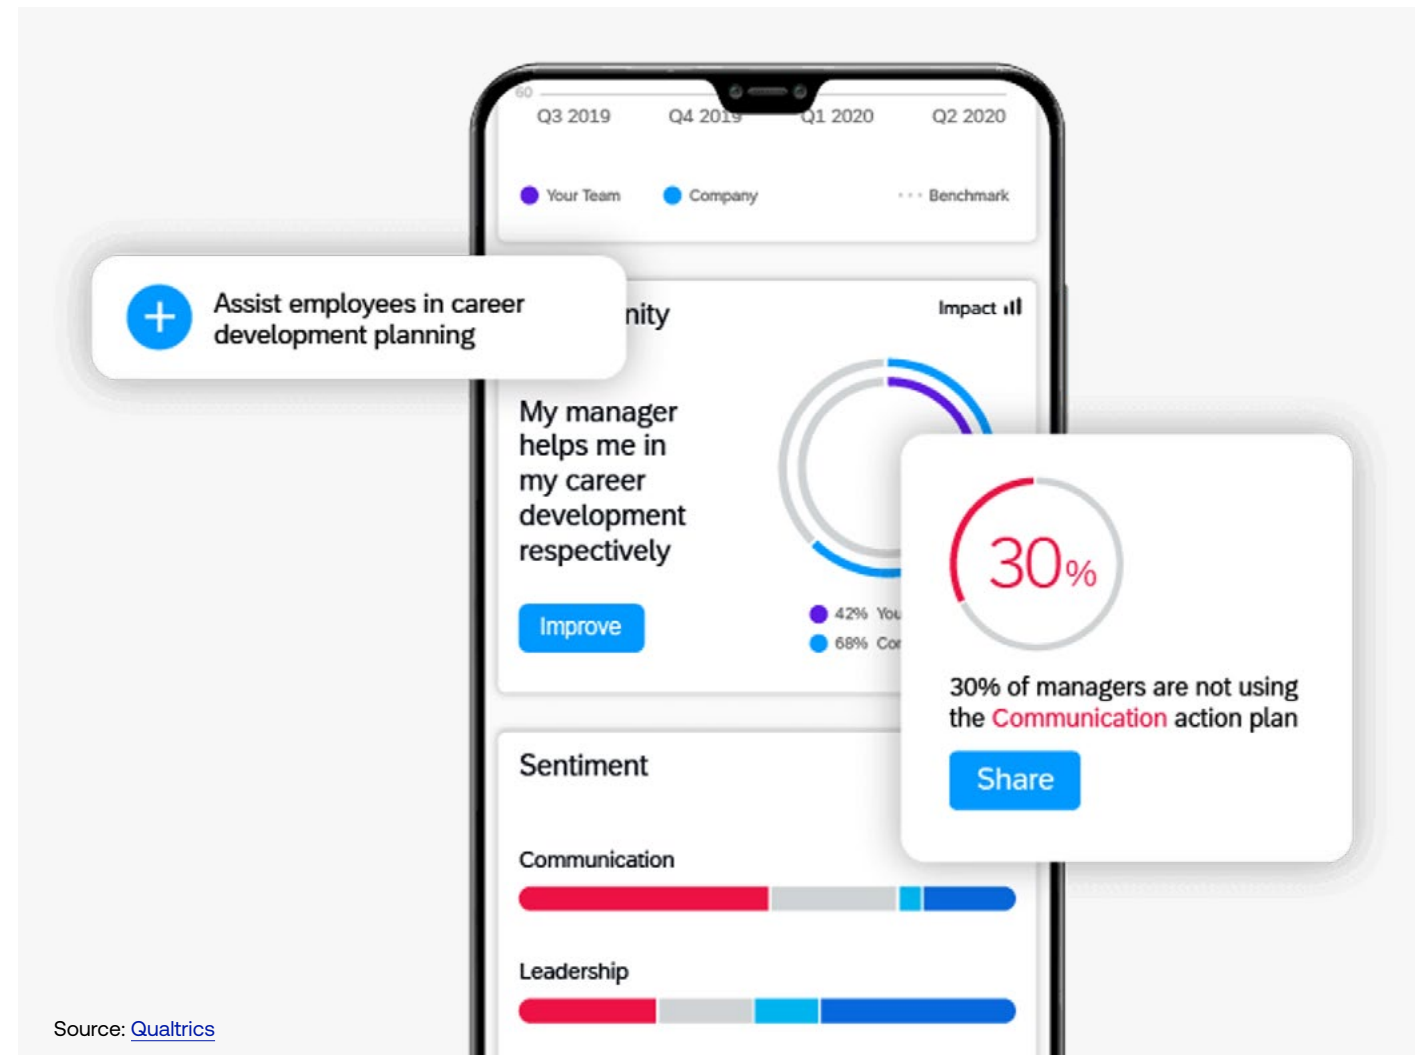 60
Q3 2019 Q4 2019 Q1 2020 Q2 2020
Your Team Company Benchmark
Assist employees in career
development planning
Impact
My manager
helps me in
my career
development
respectively
Improve
42%
68%
30%
30% of managers are not using
the Communication action plan
Share
Sentiment
Communication
Leadership
Source: Qualtrics